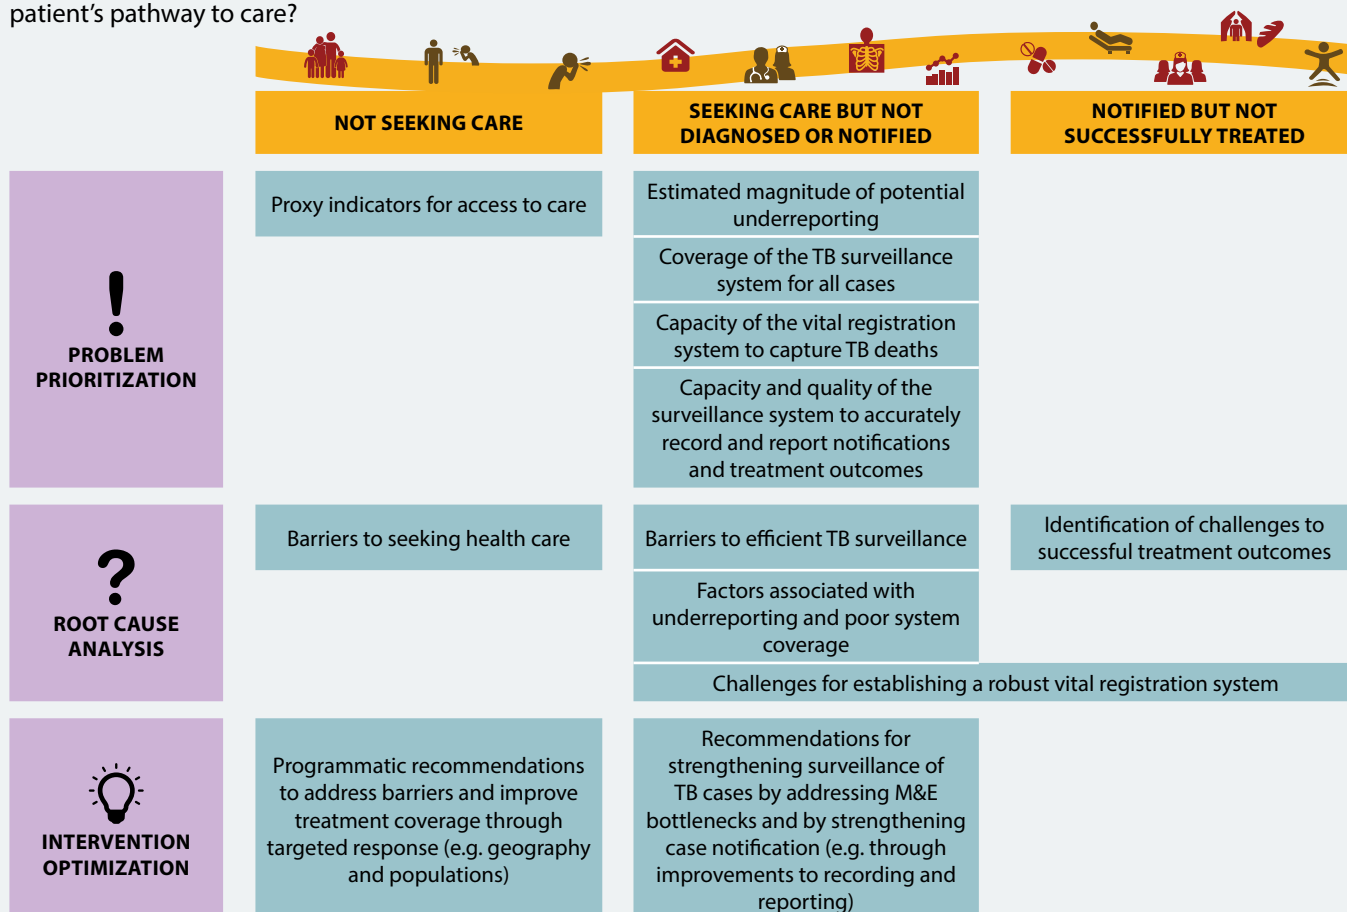 patient’s pathway to care?
NOT SEEKING CARE
SEEKING CARE BUT NOT
DIAGNOSED OR NOTIFIED
NOTIFIED BUT NOT
SUCCESSFULLY TREATED
!
PROBLEM
PRIORITIZATION
Proxy indicators for access to care
Estimated magnitude of potential
underreporting
Coverage of the TB surveillance
system for all cases
Capacity of the vital registration
system to capture TB deaths
Capacity and quality of the
surveillance system to accurately
record and report notifications
and treatment outcomes
?
ROOT CAUSE
ANALYSIS
Barriers to seeking health care
Barriers to efficient TB surveillance
Factors associated with
underreporting and poor system
coverage
Identification of challenges to
successful treatment outcomes
Challenges for establishing a robust vital registration system
INTERVENTION
OPTIMIZATION
Programmatic recommendations
to address barriers and improve
treatment coverage through
targeted response (e.g. geography
and populations)
Recommendations for
strengthening surveillance of
TB cases by addressing M&E
bottlenecks and by strengthening
case notification (e.g. through
improvements to recording and
reporting)